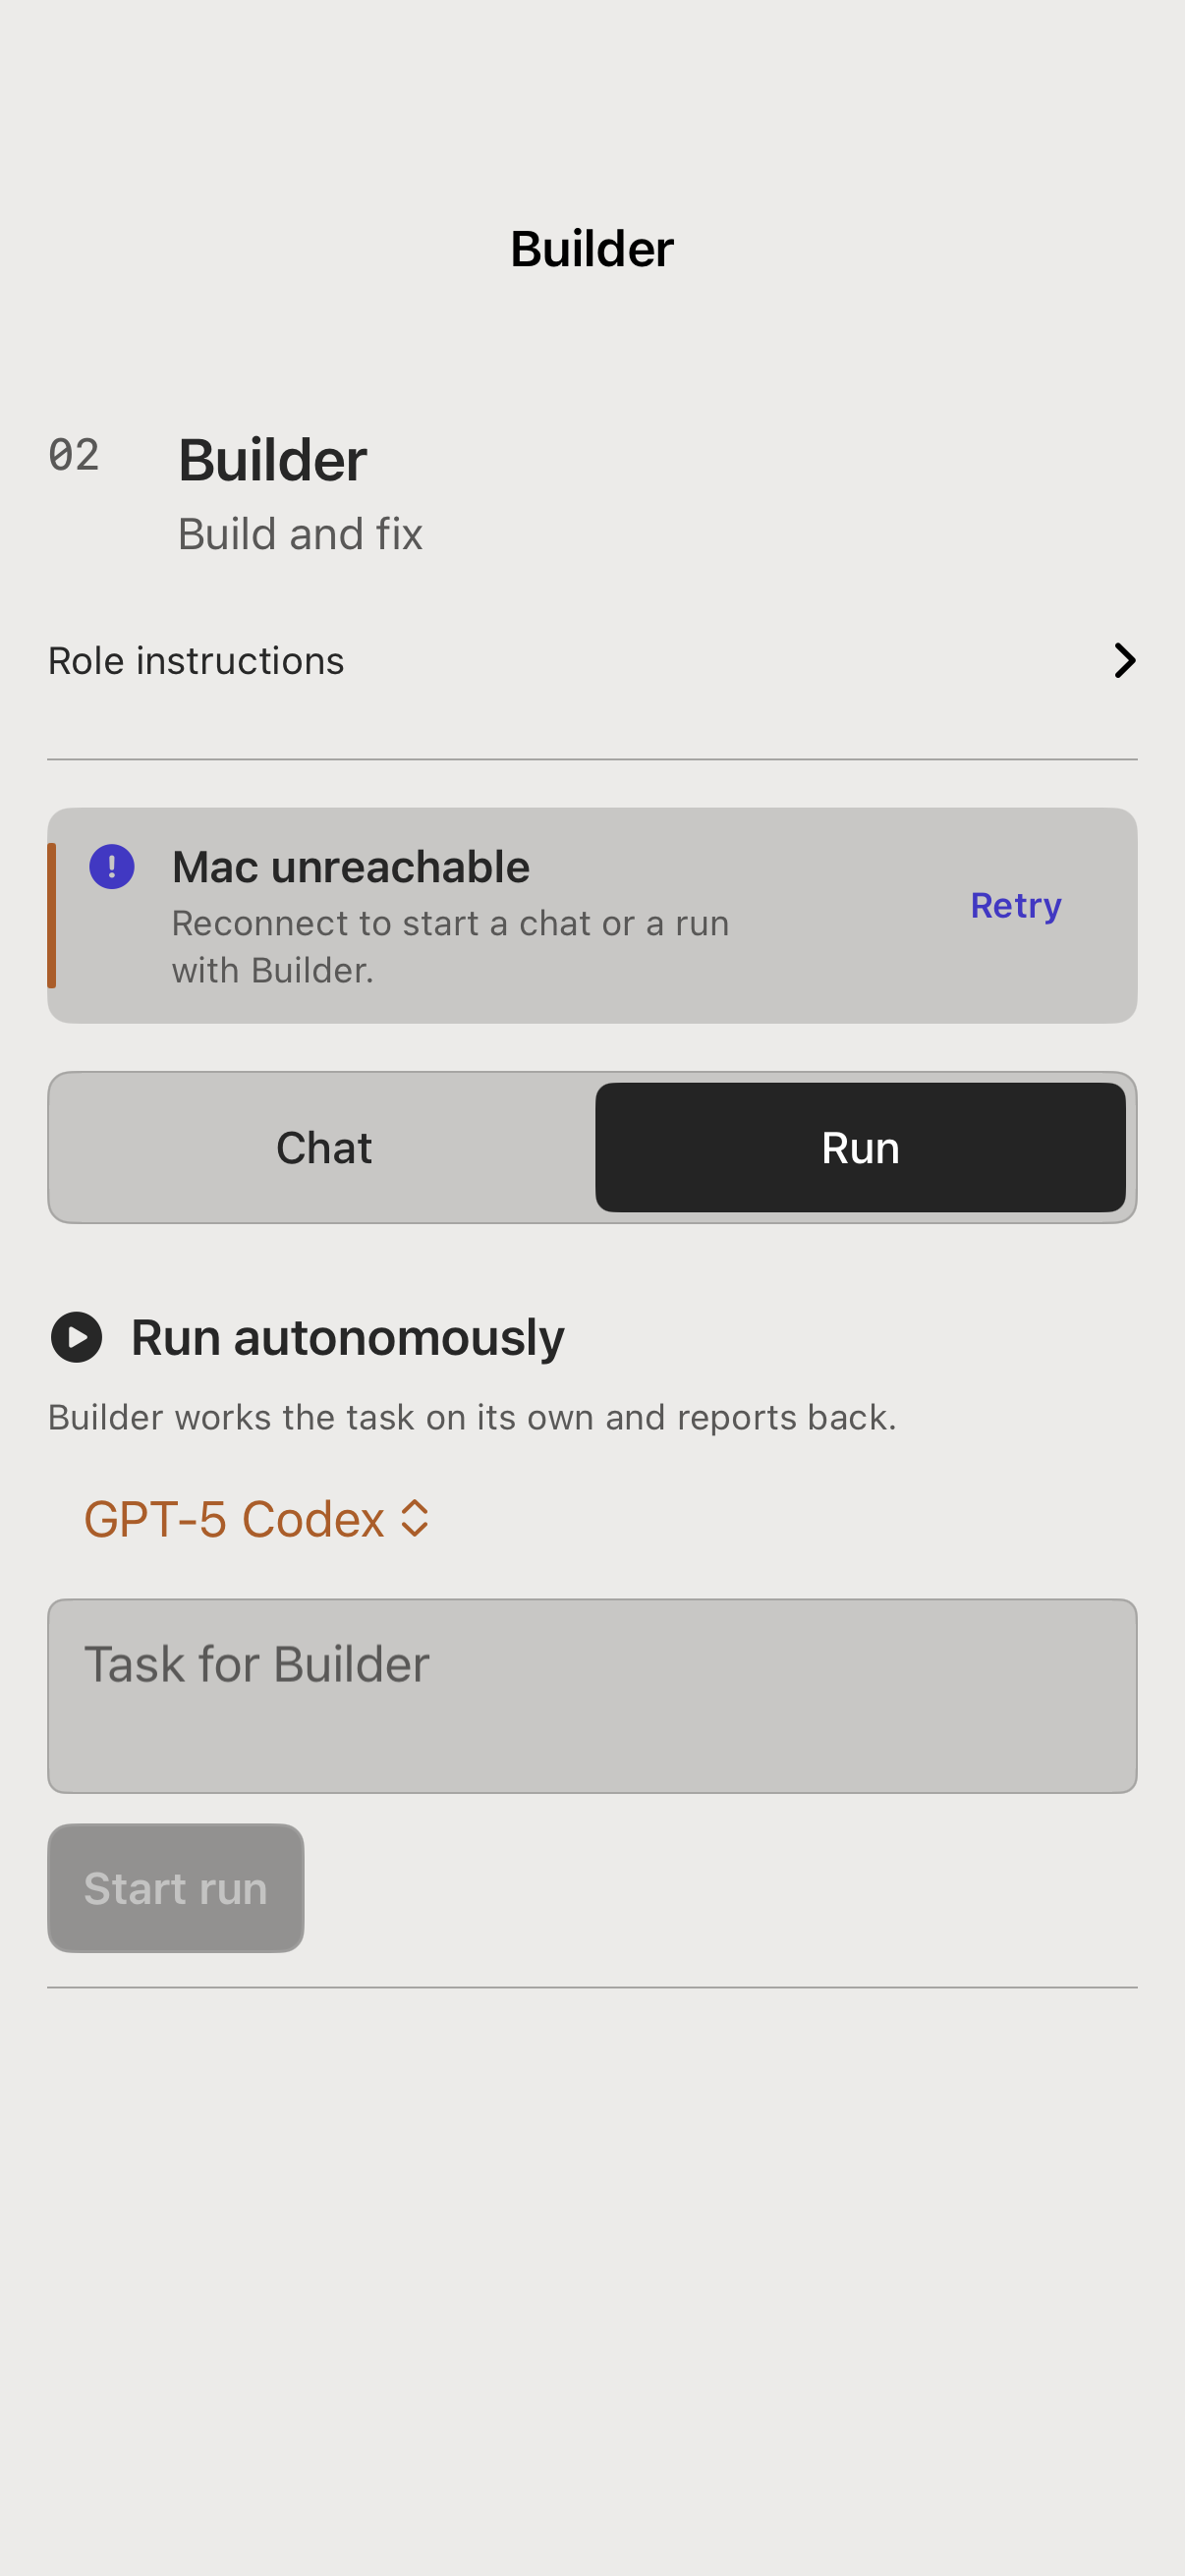 Builder
02
Builder
Build and fix
Role instructions
Mac unreachable
Reconnect to start a chat or a run
with Builder.
Retry
Chat
Run
Run autonomously
Builder works the task on its own and reports back.
GPT-5 Codex
Task for Builder
Start run